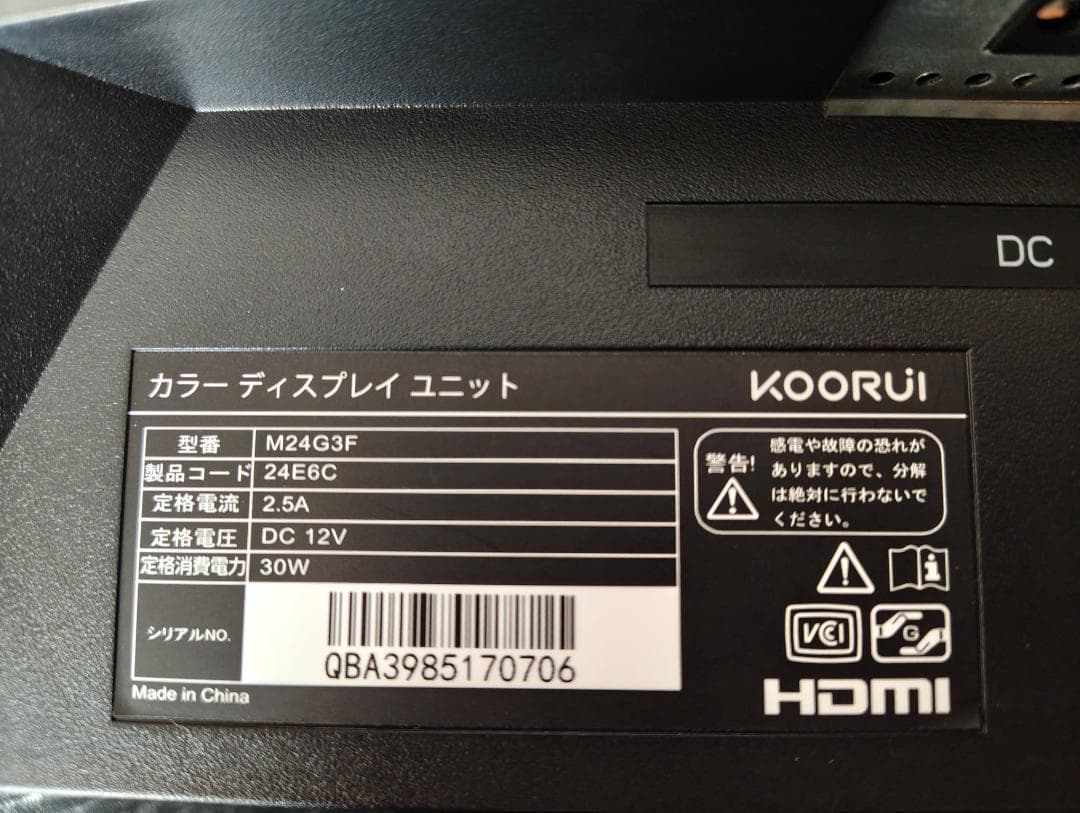 DC
カラー ディスプレイ ユニット KOORUI
型番 M24G3F
製品コード 24E6C
定格電流 2.5A
定格電圧 DC 12V
定格消費電力 30W
シリアルNO.
QBA3985170706
警告!
感電や故障の恐れが
ありますので、分解
は絶対に行わないで
ください。
VCCI
G
HDMI
Made in China